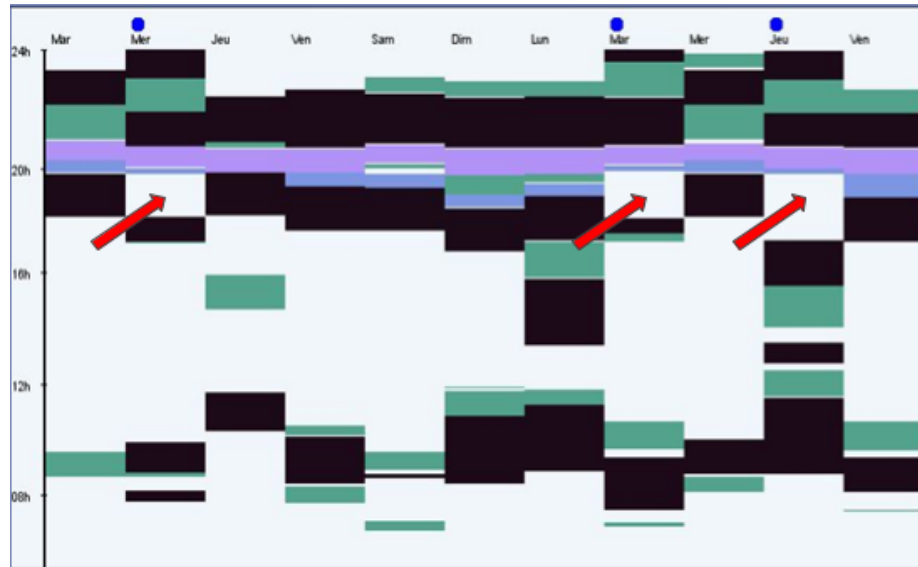 Mar Mer Jeu Ven Sam Dim Lun Mar Mer Jeu Ven
24h
20h
16h
12h
08h